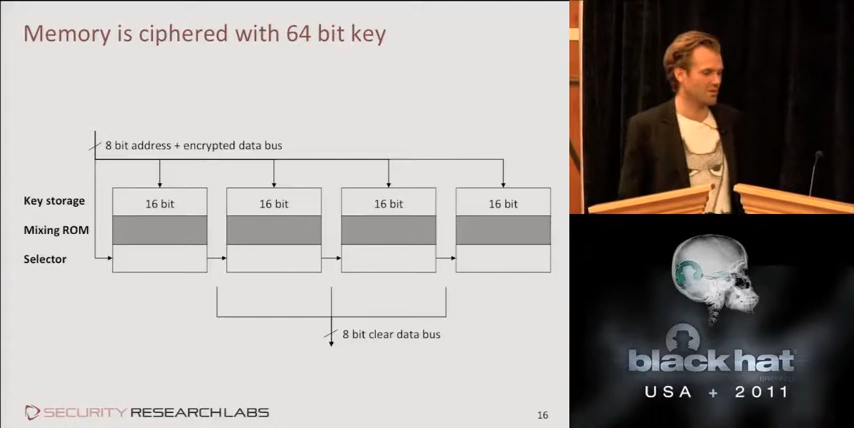 Memory is ciphered with 64 bit key
8 bit address + encrypted data bus
Key storage
16 bit
16 bit
16 bit
16 bit
Mixing ROM
Selector
8 bit clear data bus
SECURITY RESEARCH LABS
16
black hat
USA + 2011